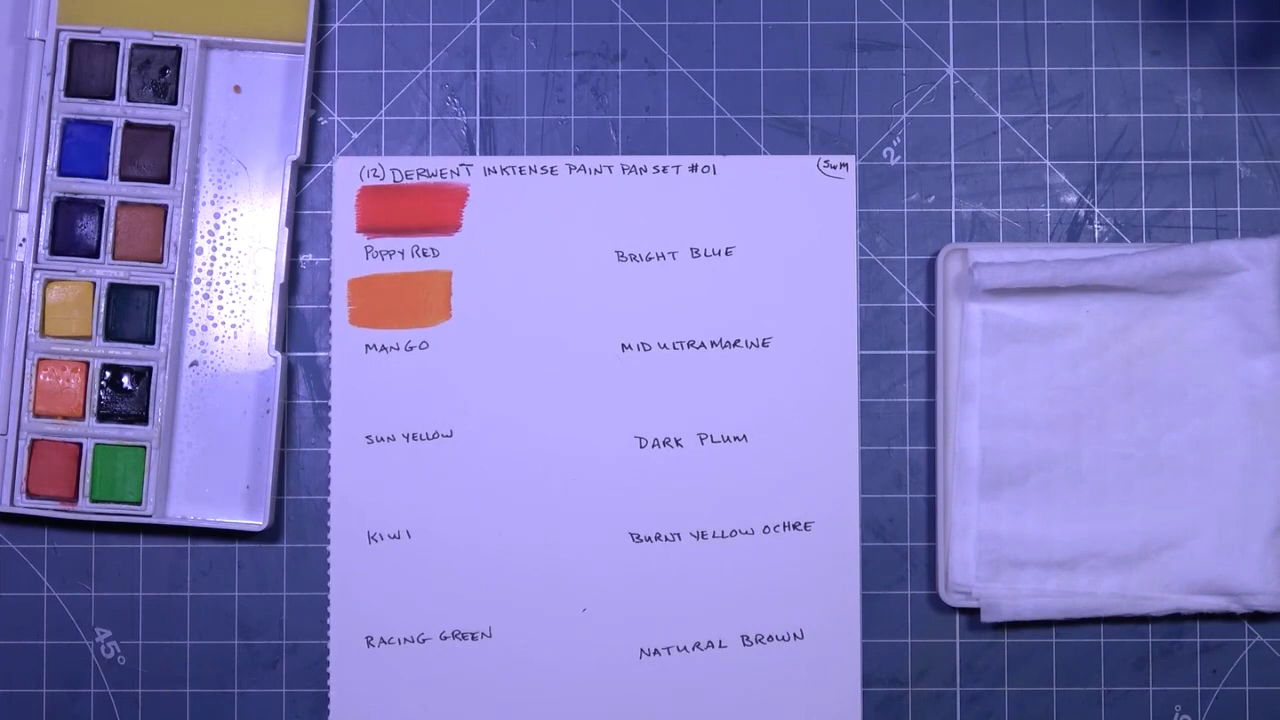 (12) DERWENT INKTENSE PAINT PAN SET #01
SWM
POPPY RED
BRIGHT BLUE
MANGO
MID ULTRAMARINE
SUN YELLOW
DARK PLUM
KIWI
BURNT YELLOW OCHRE
RACING GREEN
NATURAL BROWN
2"
45°